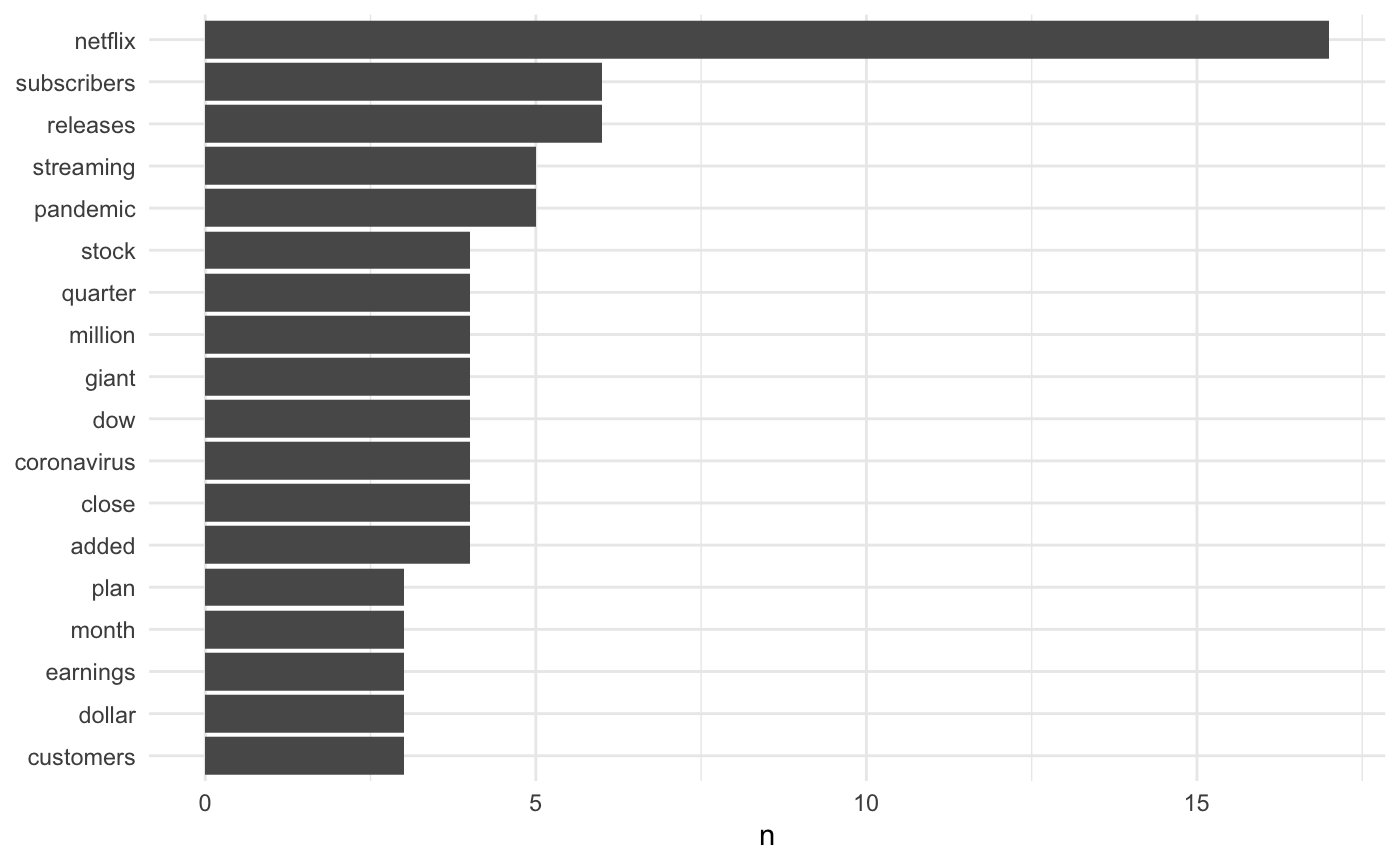 netflix
subscribers
releases
streaming
pandemic
stock
quarter
million
giant
dow
coronavirus
close
added
plan
month
earnings
dollar
customers
0 5 10 15
n